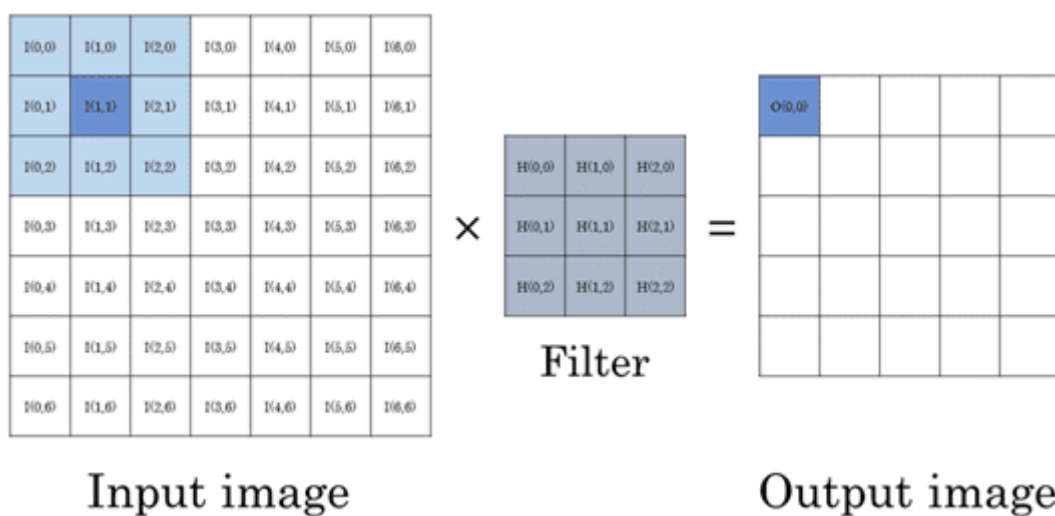 I(0,0) I(1,0) I(2,0) I(3,0) I(4,0) I(5,0) I(6,0)
I(0,1) I(1,1) I(2,1) I(3,1) I(4,1) I(5,1) I(6,1)
I(0,2) I(1,2) I(2,2) I(3,2) I(4,2) I(5,2) I(6,2)
I(0,3) I(1,3) I(2,3) I(3,3) I(4,3) I(5,3) I(6,3)
I(0,4) I(1,4) I(2,4) I(3,4) I(4,4) I(5,4) I(6,4)
I(0,5) I(1,5) I(2,5) I(3,5) I(4,5) I(5,5) I(6,5)
I(0,6) I(1,6) I(2,6) I(3,6) I(4,6) I(5,6) I(6,6)
Input image
×
H(0,0) H(1,0) H(2,0)
H(0,1) H(1,1) H(2,1)
H(0,2) H(1,2) H(2,2)
Filter
=
O(0,0)
Output image